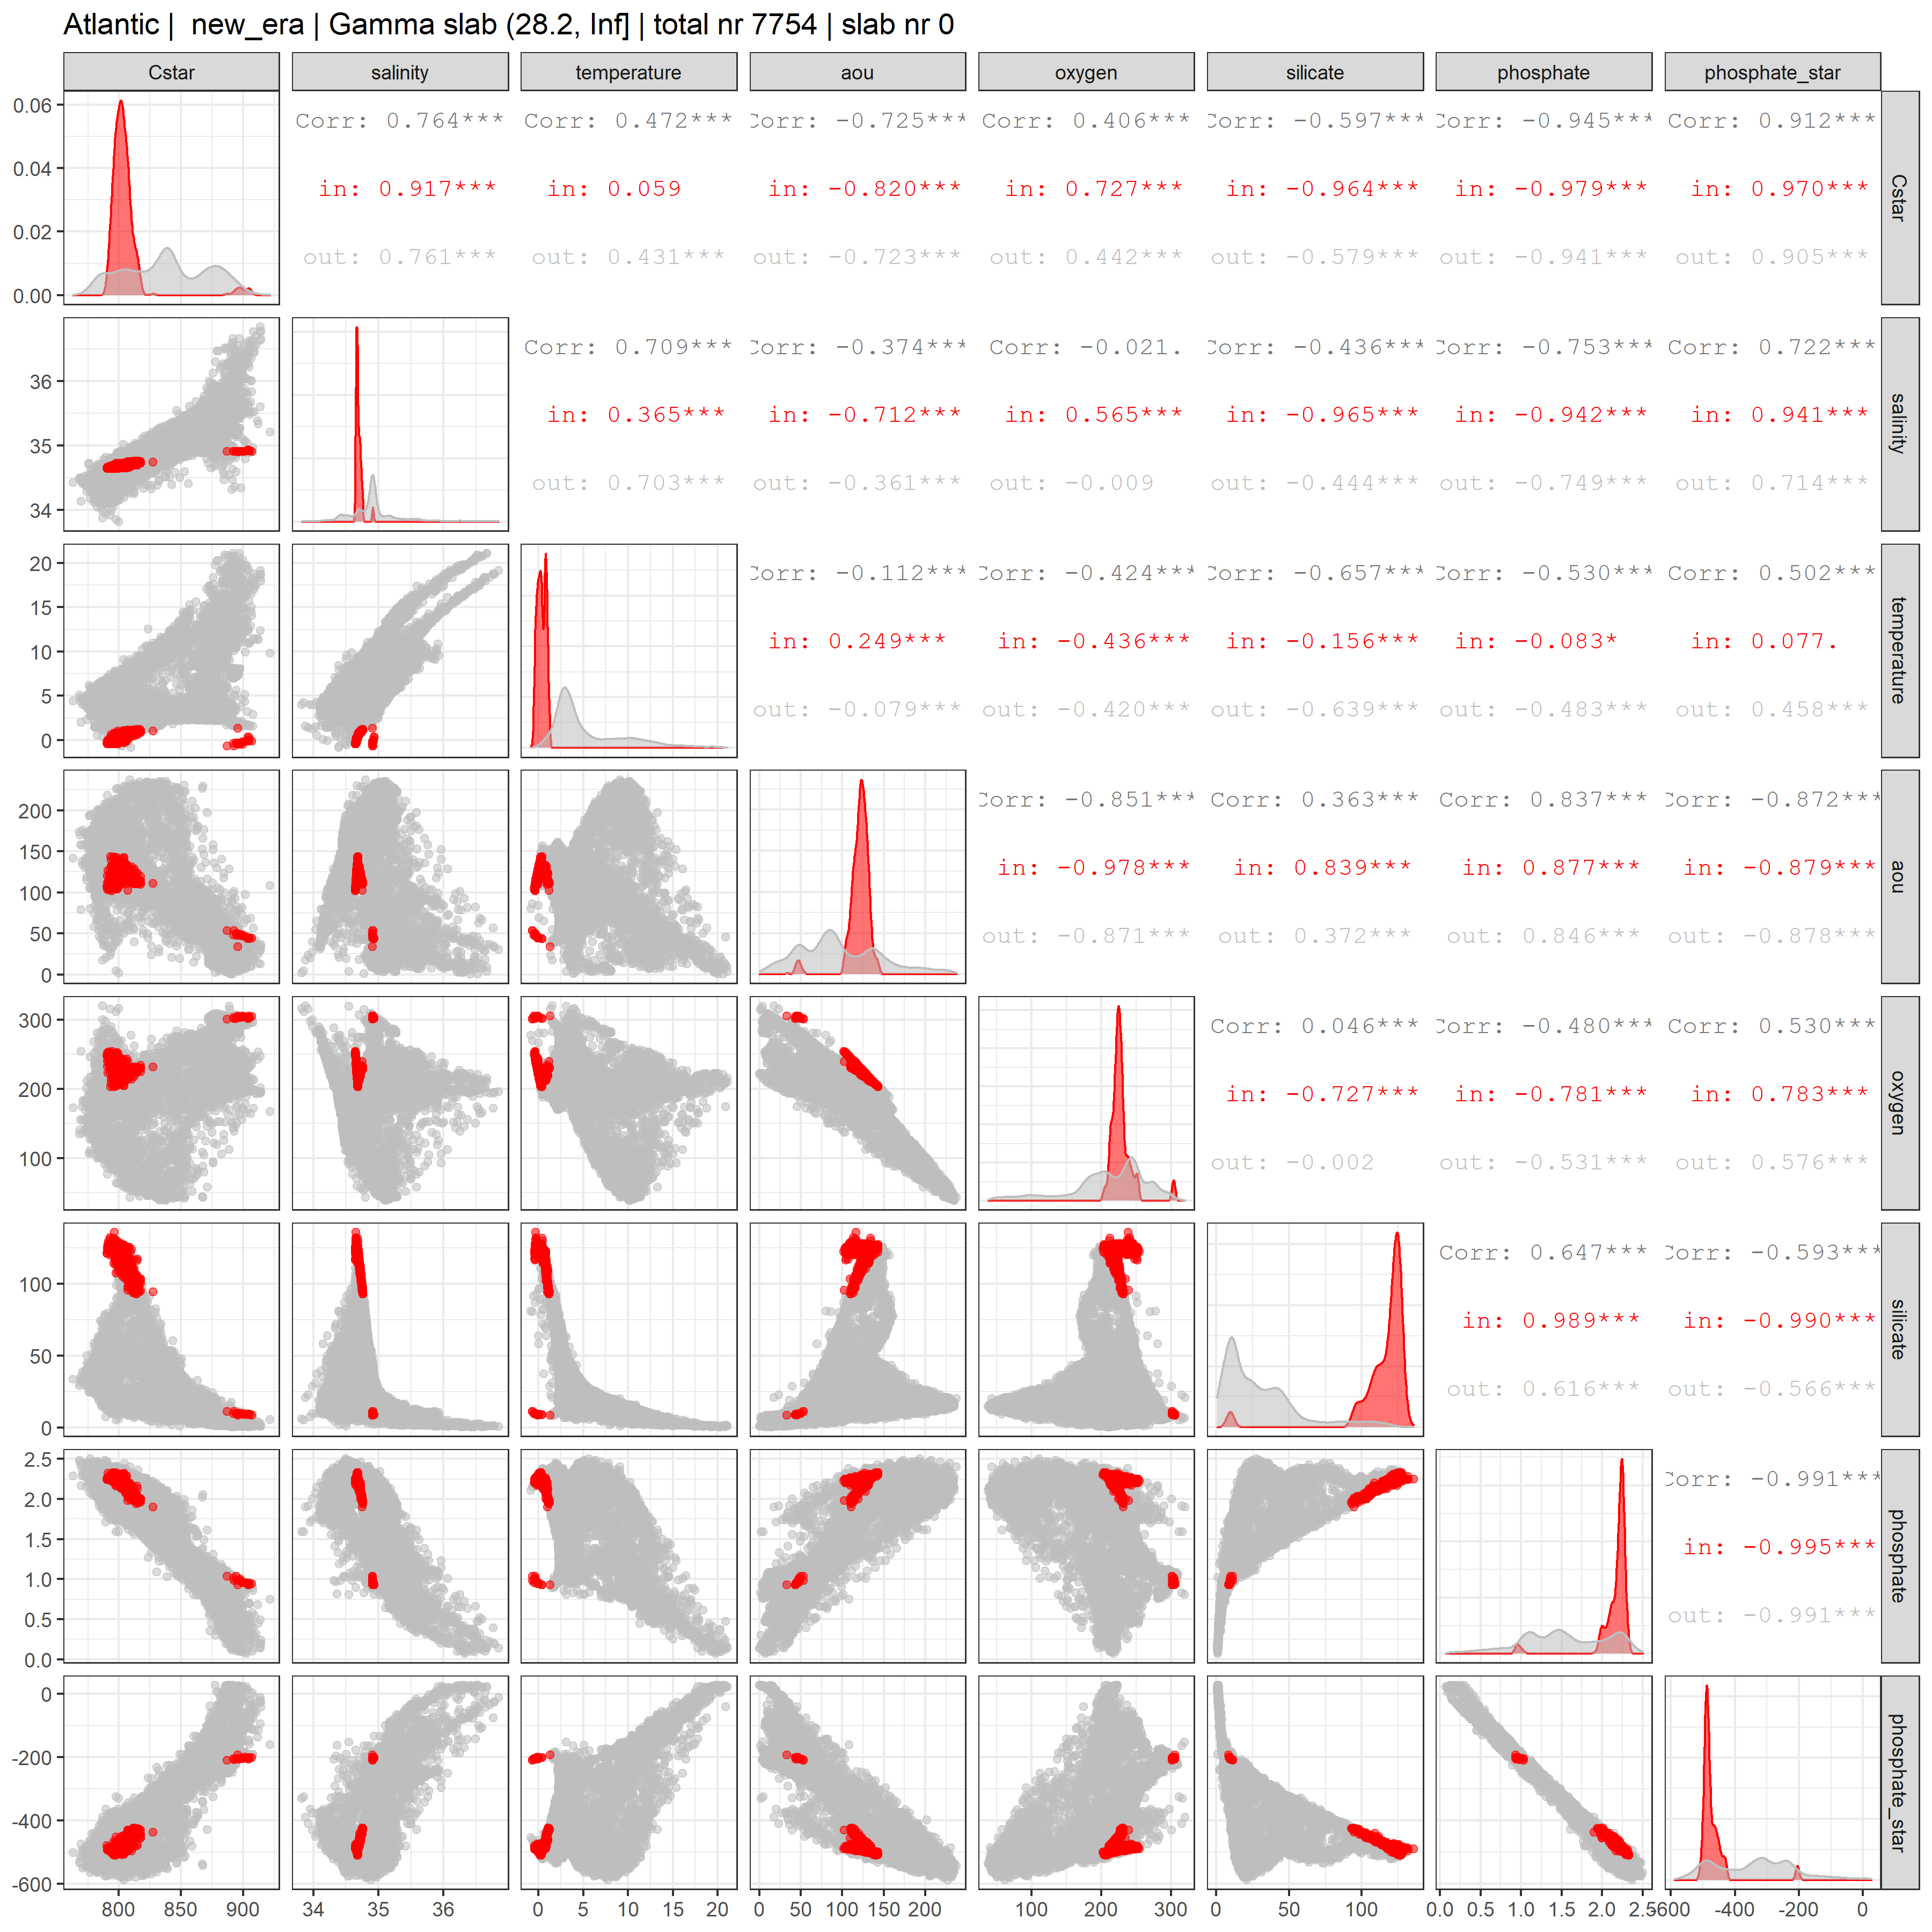 Atlantic | new_era | Gamma slab (28.2, Inf] | total nr 7754 | slab nr 0
Cstar salinity temperature aou oxygen silicate phosphate phosphate_star
0.06
0.04
0.02
0.00
Corr: 0.764*** Corr: 0.472*** Corr: -0.725*** Corr: 0.406*** Corr: -0.597*** Corr: -0.945*** Corr: 0.912***
in: 0.917*** in: 0.059 in: -0.820*** in: 0.727*** in: -0.964*** in: -0.979*** in: 0.970***
out: 0.761*** out: 0.431*** out: -0.723*** out: 0.442*** out: -0.579*** out: -0.941*** out: 0.905***
Cstar
36
35
34
Corr: 0.709*** Corr: -0.374*** Corr: -0.021. Corr: -0.436*** Corr: -0.753*** Corr: 0.722***
in: 0.365*** in: -0.712*** in: 0.565*** in: -0.965*** in: -0.942*** in: 0.941***
out: 0.703*** out: -0.361*** out: -0.009 out: -0.444*** out: -0.749*** out: 0.714***
salinity
20
15
10
5
0
Corr: -0.112*** Corr: -0.424*** Corr: -0.657*** Corr: -0.530*** Corr: 0.502***
in: 0.249*** in: -0.436*** in: -0.156*** in: -0.083* in: 0.077.
out: -0.079*** out: -0.420*** out: -0.639*** out: -0.483*** out: 0.458***
temperature
200
150
100
50
0
Corr: -0.851*** Corr: 0.363*** Corr: 0.837*** Corr: -0.872***
in: -0.978*** in: 0.839*** in: 0.877*** in: -0.879***
out: -0.871*** out: 0.372*** out: 0.846*** out: -0.878***
aou
300
200
100
Corr: 0.046*** Corr: -0.480*** Corr: 0.530***
in: -0.727*** in: -0.781*** in: 0.783***
out: -0.002 out: -0.531*** out: 0.576***
oxygen
100
50
0
Corr: 0.647*** Corr: -0.593***
in: 0.989*** in: -0.990***
out: 0.616*** out: -0.566***
silicate
2.5
2.0
1.5
1.0
0.5
0.0
Corr: -0.991***
in: -0.995***
out: -0.991***
phosphate
0
-200
-400
-600
phosphate_star
800 850 900 34 35 36 0 5 10 15 20 0 50 100 150 200 100 200 300 0 50 100 0.0 0.5 1.0 1.5 2.0 2.5 -600 -400 -200 0